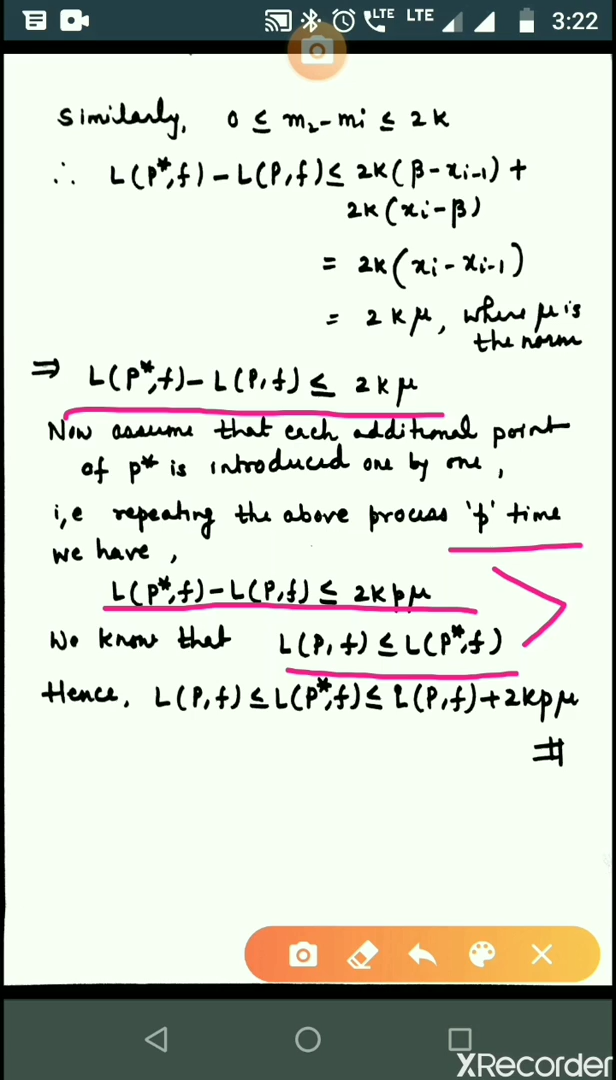 LTE LTE 3:22
Similarly, 0 ≤ m₂-mi ≤ 2k
∴ L(P*,f) - L(P,f) ≤ 2k(β-xi-1) +
2k(xi-β)
= 2k(xi-xi-1)
= 2kμ, where μ is
the norm
⇒ L(P*,f)-L(P,f) ≤ 2kμ
Now assume that each additional point
of P* is introduced one by one,
i,e repeating the above process 'p' time
we have,
L(P*,f)-L(P,f) ≤ 2kpμ
We know that L(P,f) ≤ L(P*,f)
Hence, L(P,f) ≤ L(P*,f) ≤ L(P,f)+2kpμ
#
XRecorder